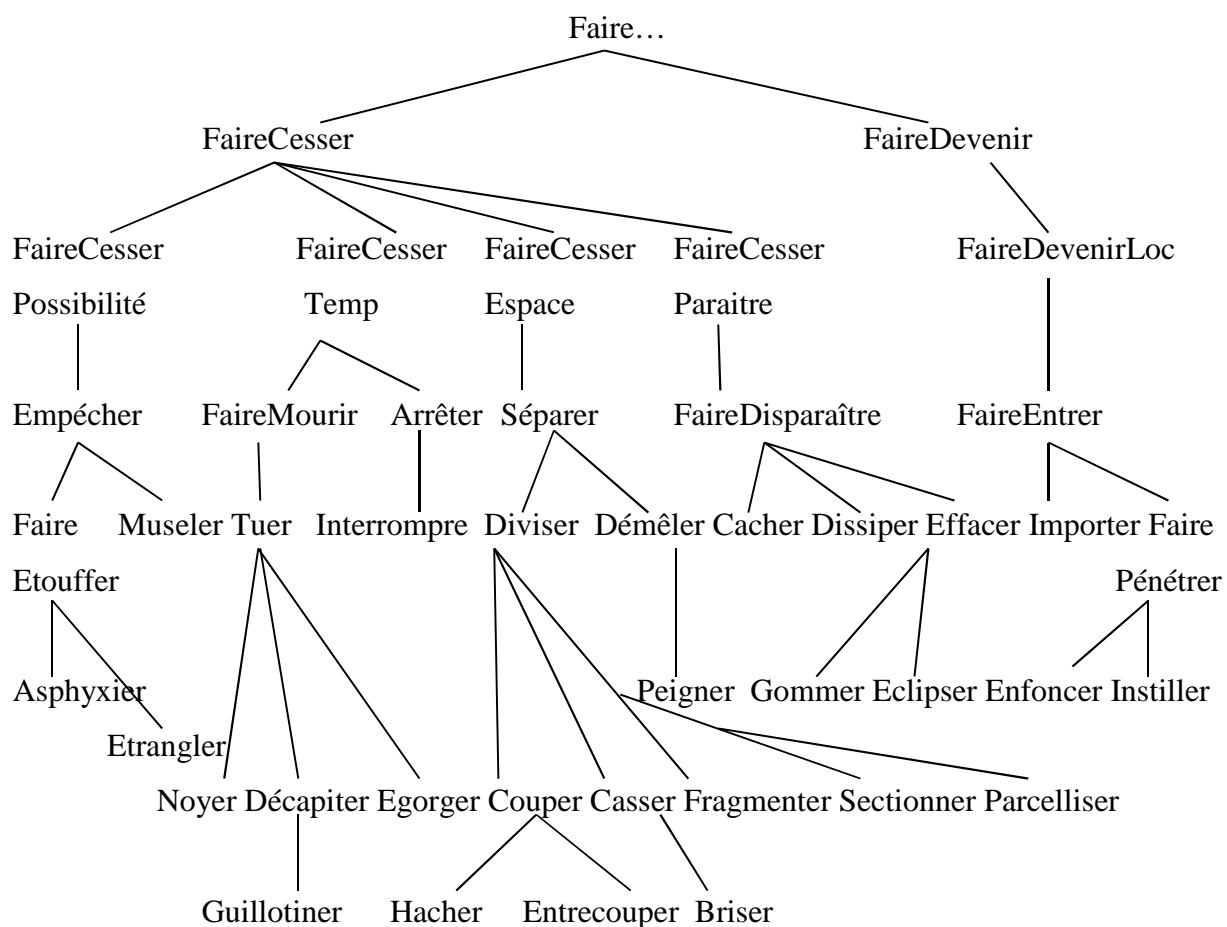 Faire…
FaireCesser FaireDevenir
FaireCesser FaireCesser FaireCesser FaireCesser FaireDevenirLoc
Possibilité Temp Espace Paraitre
Empécher FaireMourir Arrêter Séparer FaireDisparaître FaireEntrer
Faire Museler Tuer Interrompre Diviser Démêler Cacher Dissiper Effacer Importer Faire
Etouffer Pénétrer
Asphyxier Peigner Gommer Eclipser Enfoncer Instiller
Etrangler
Noyer Décapiter Egorger Couper Casser Fragmenter Sectionner Parcelliser
Guillotiner Hacher Entrecouper Briser